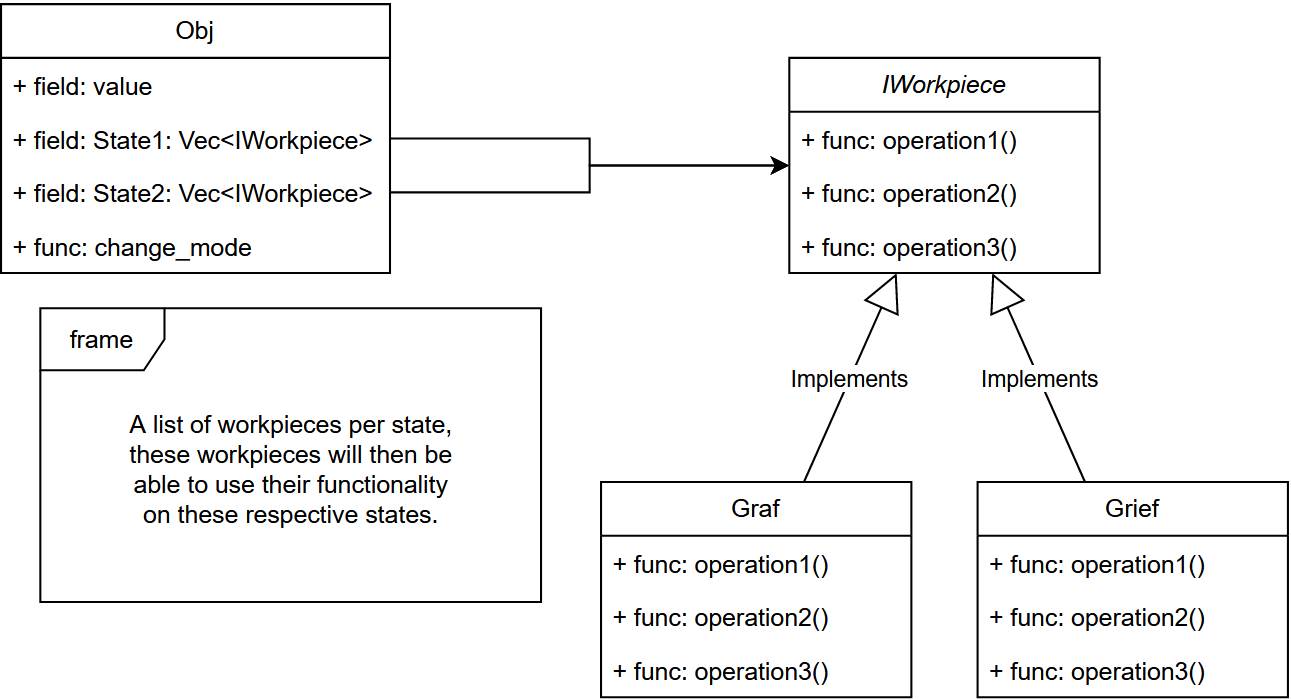 Obj
+ field: value
+ field: State1: Vec<IWorkpiece>
+ field: State2: Vec<IWorkpiece>
+ func: change_mode
IWorkpiece
+ func: operation1()
+ func: operation2()
+ func: operation3()
frame
A list of workpieces per state,
these workpieces will then be
able to use their functionality
on these respective states.
Implements
Implements
Graf
+ func: operation1()
+ func: operation2()
+ func: operation3()
Grief
+ func: operation1()
+ func: operation2()
+ func: operation3()